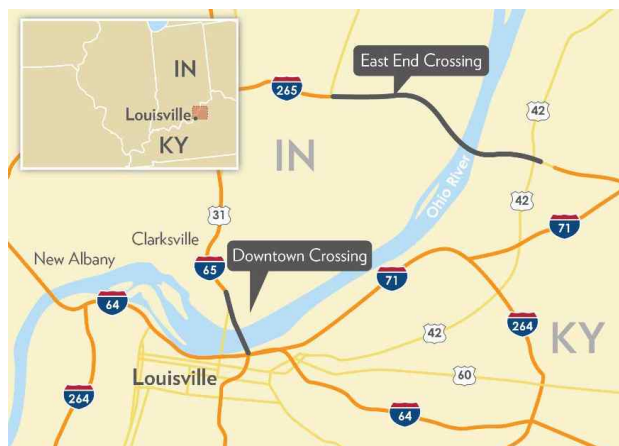 IN
Louisville
KY
East End Crossing
265
42
IN
42
Ohio River
31
Clarksville
71
65
Downtown Crossing
New Albany
71
64
264
42
KY
Louisville
60
264
64